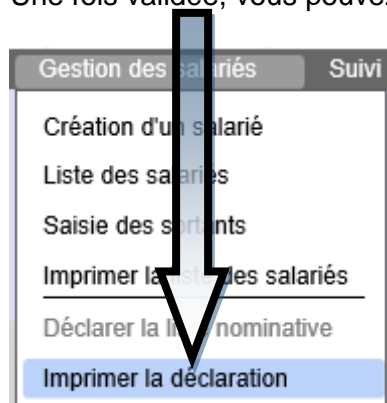 Une fois validée, vous pouvez
Gestion des salariés Suivi
Création d'un salarié
Liste des salariés
Saisie des sortants
Imprimer la liste des salariés
Déclarer la liste nominative
Imprimer la déclaration